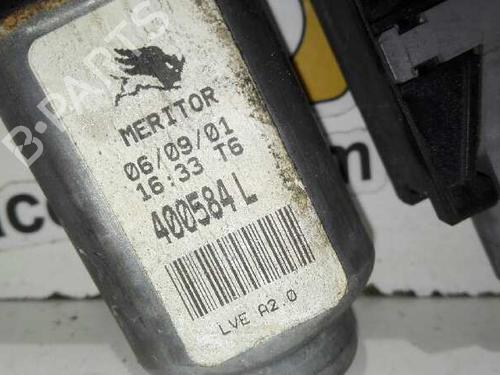 MERITOR
06/09/01
16:33 T6
400584 L
LVE A2.0
B-PARTS